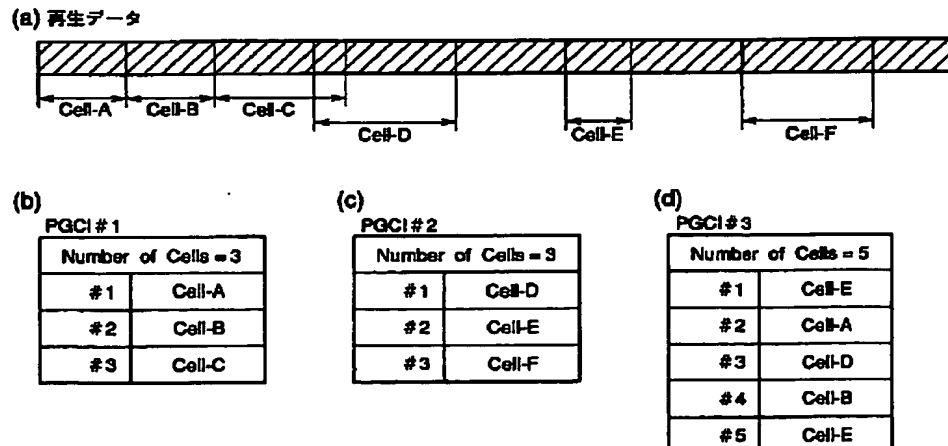 (a) 再生データ
Cell-A Cell-B Cell-C
Cell-D Cell-E Cell-F
(b)
PGCI#1
Number of Cells = 3
#1 Cell-A
#2 Cell-B
#3 Cell-C
(c)
PGCI#2
Number of Cells = 3
#1 Cell-D
#2 Cell-E
#3 Cell-F
(d)
PGCI#3
Number of Cells = 5
#1 Cell-E
#2 Cell-A
#3 Cell-D
#4 Cell-B
#5 Cell-E